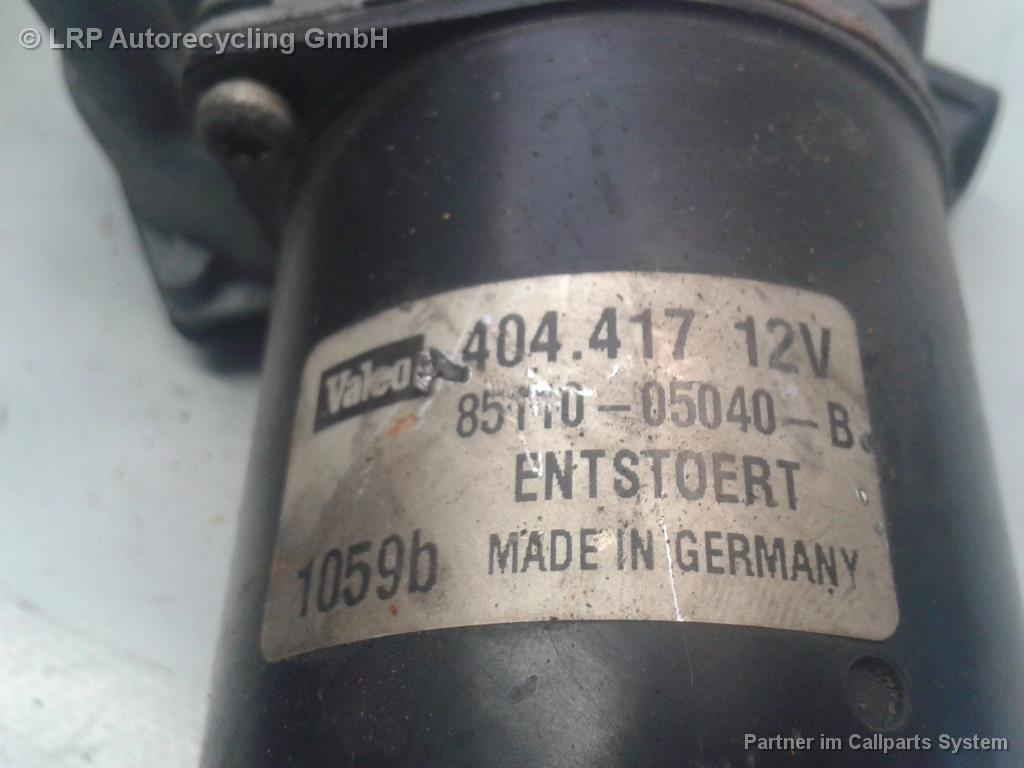 © LRP Autorecycling GmbH
Valeo 404.417 12V
85110-05040-B
ENTSTOERT
1059b MADE IN GERMANY
Partner im Callparts System